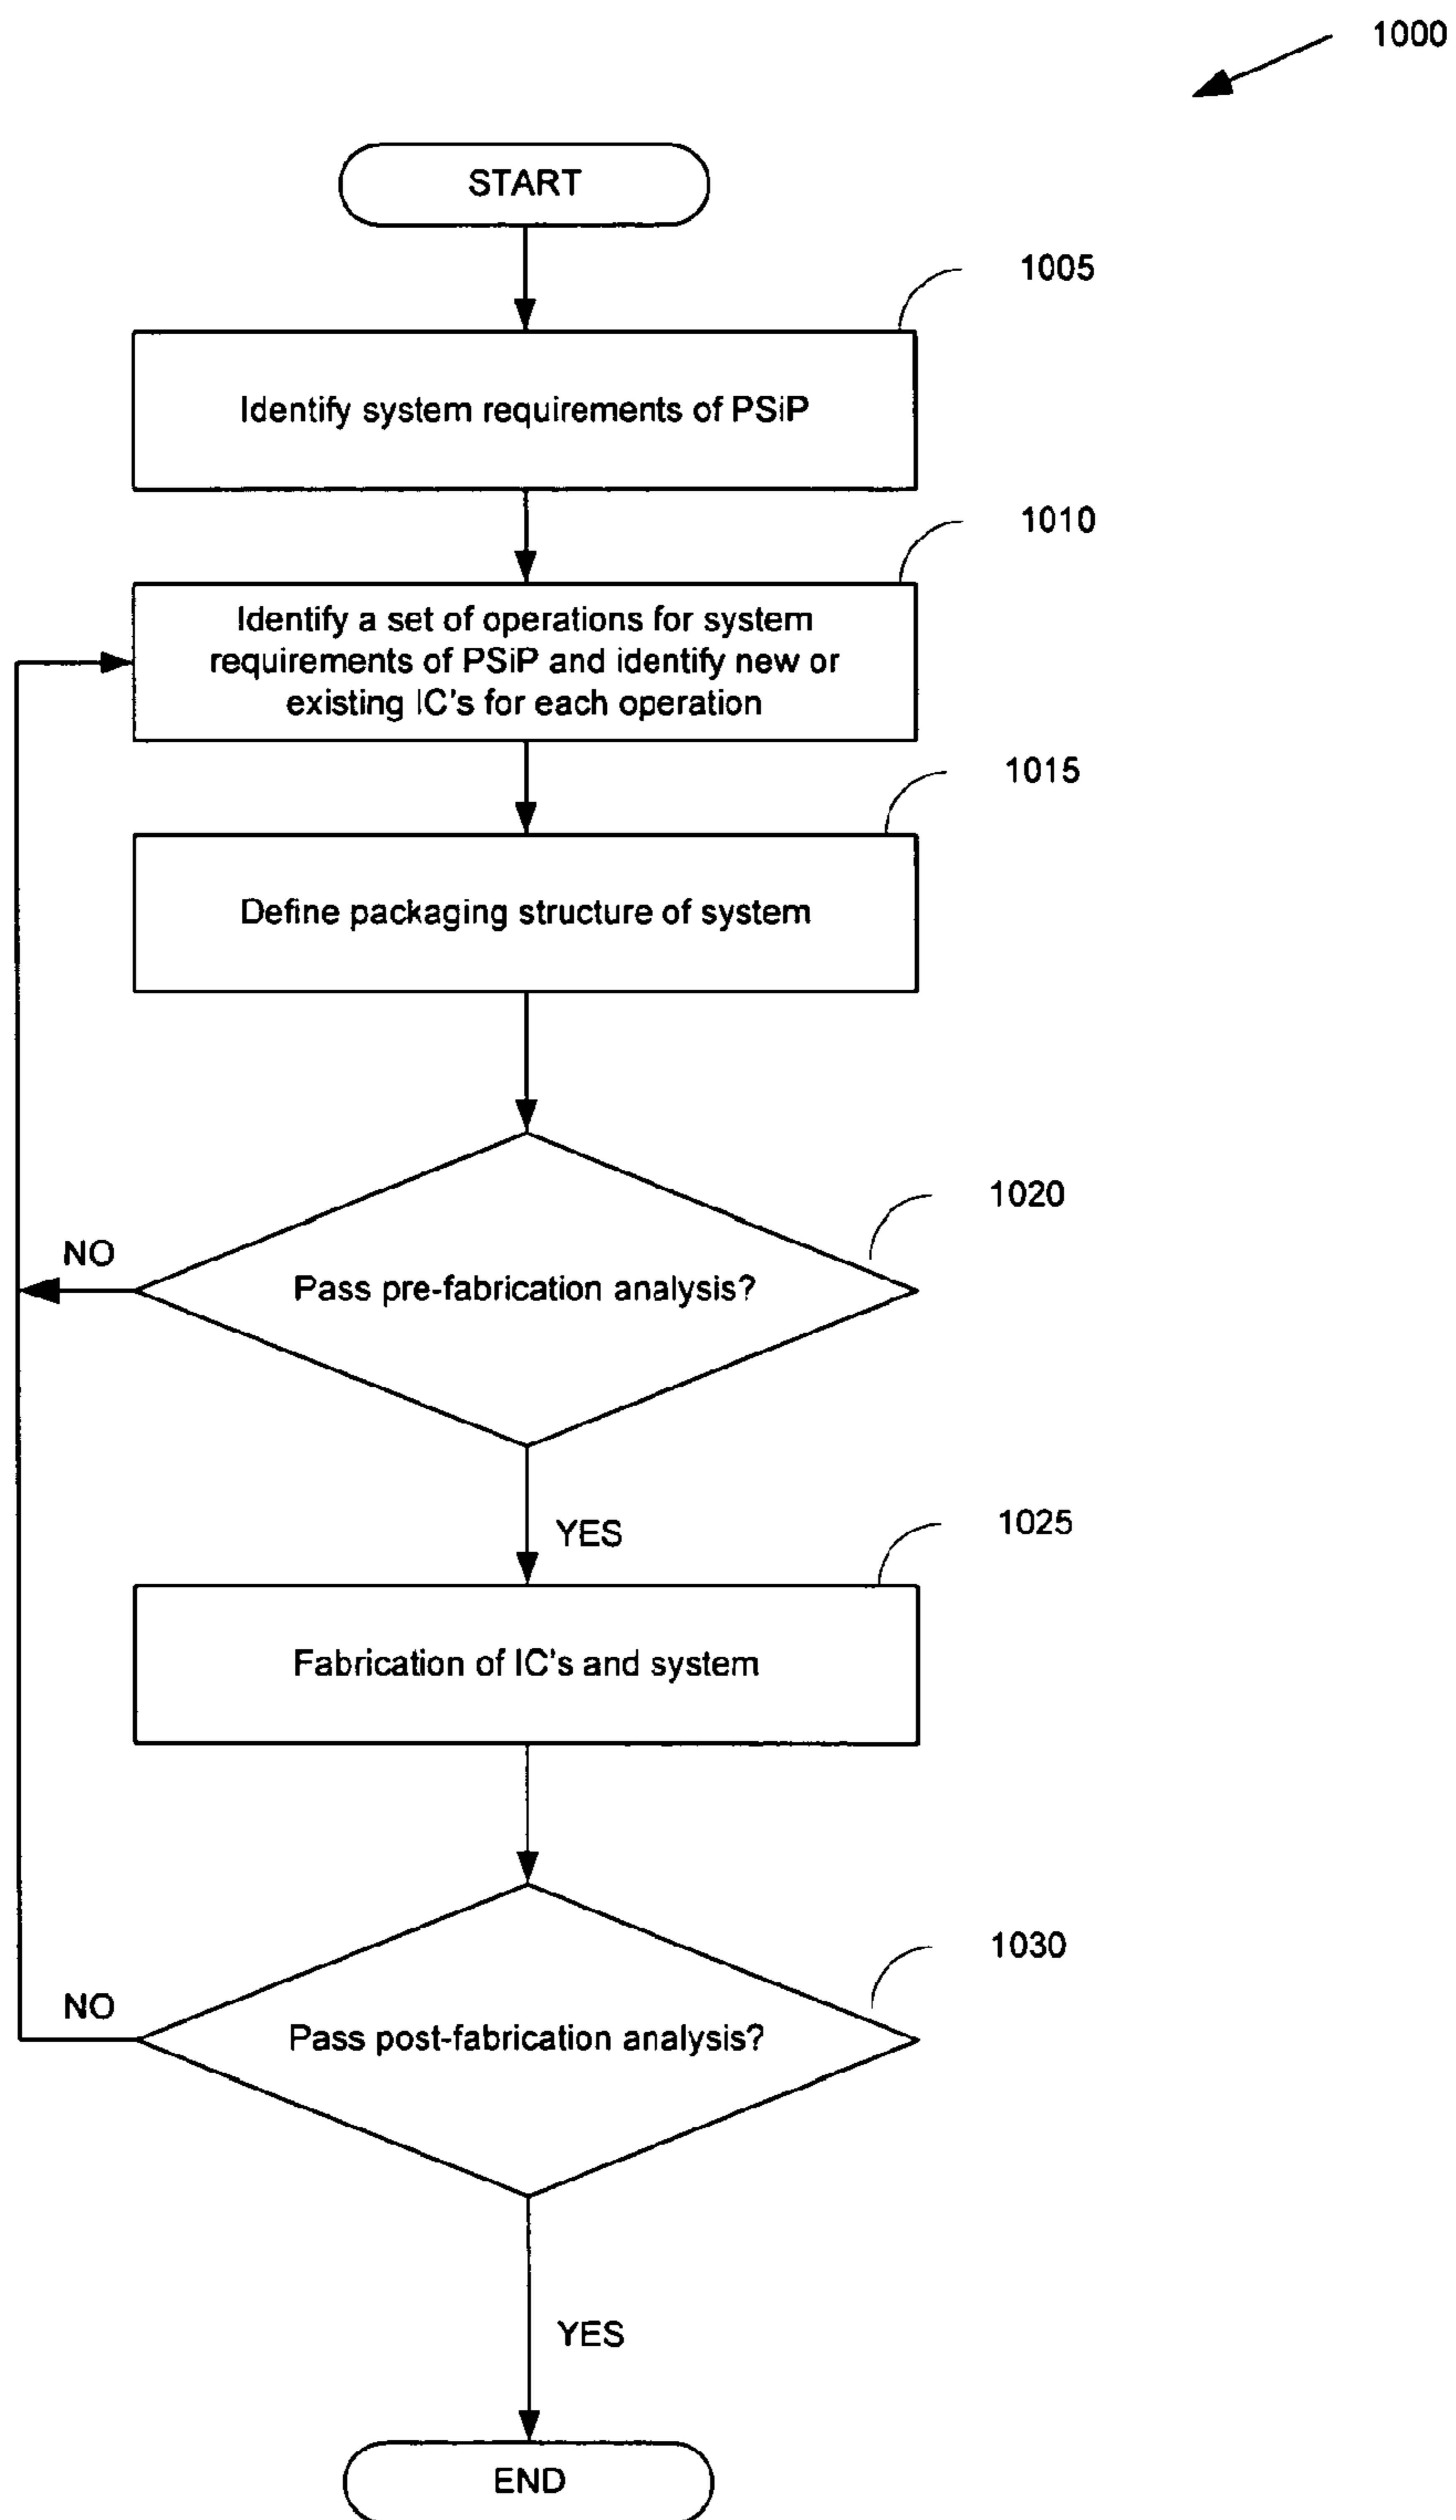 1000
START
1005
Identify system requirements of PSiP
1010
Identify a set of operations for system
requirements of PSiP and identify new or
existing IC's for each operation
1015
Define packaging structure of system
1020
NO
Pass pre-fabrication analysis?
YES
1025
Fabrication of IC's and system
1030
NO
Pass post-fabrication analysis?
YES
END